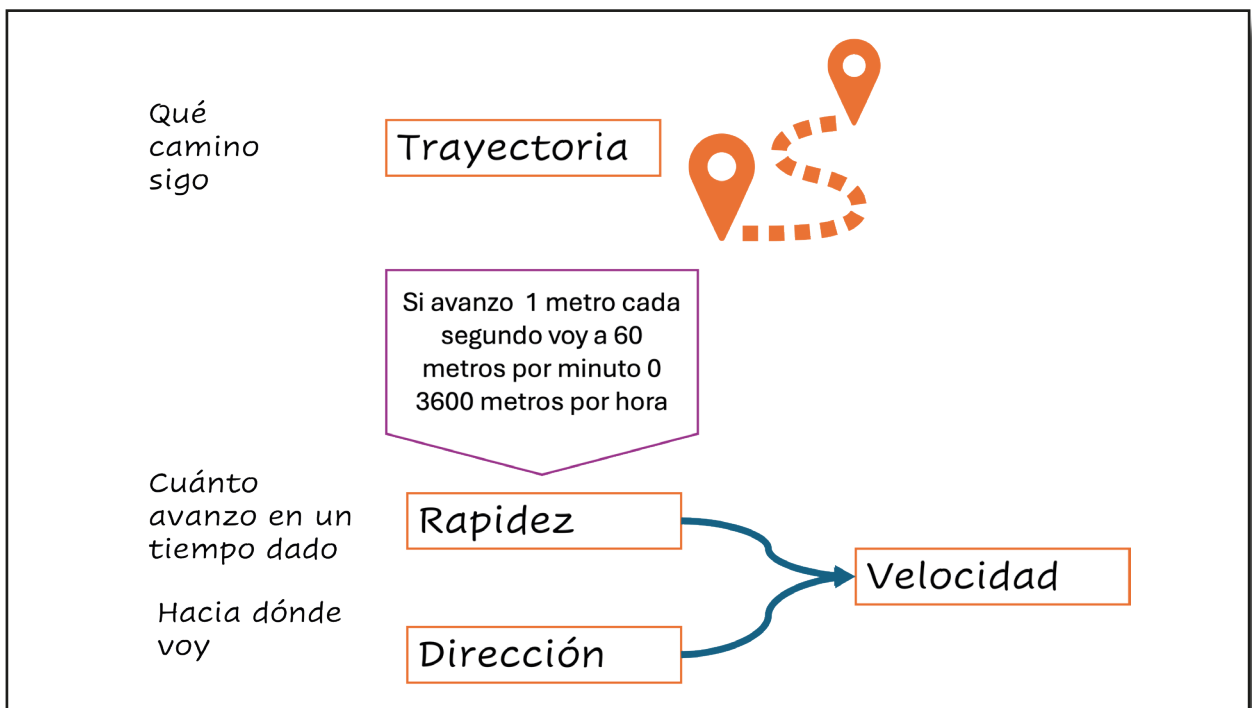 Qué
camino
sigo
Trayectoria
Si avanzo 1 metro cada
segundo voy a 60
metros por minuto 0
3600 metros por hora
Cuánto
avanzo en un
tiempo dado
Rapidez
Velocidad
Hacia dónde
voy
Dirección